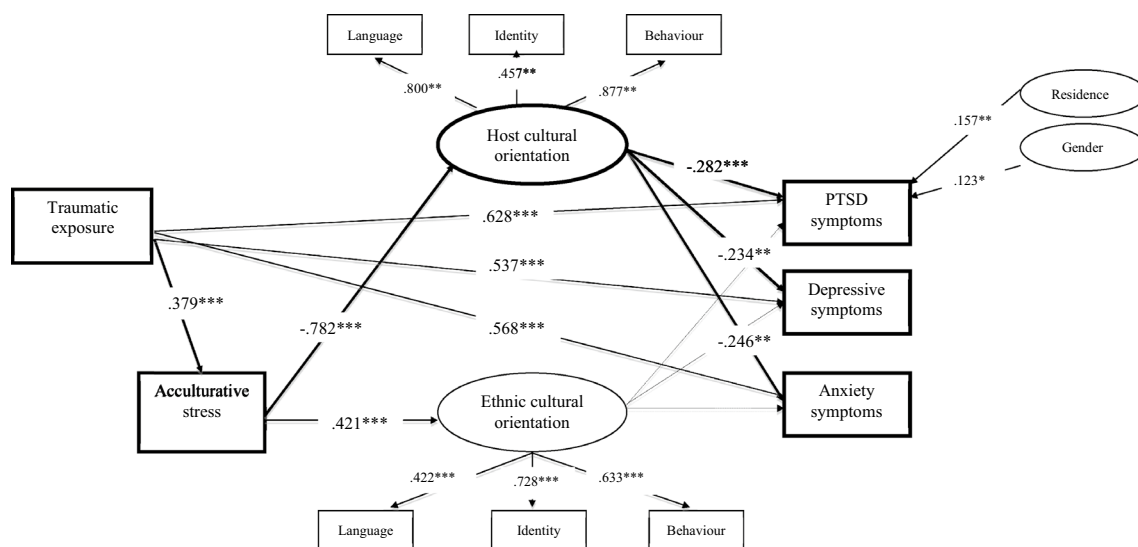 Language
Identity
Behaviour
.800**
.457**
.877**
Residence
.157**
Host cultural
orientation
Gender
-.282***
.123*
Traumatic
exposure
.628***
PTSD
symptoms
-.234**
.537***
Depressive
symptoms
.379***
-.782***
.568***
-.246**
Acculturative
stress
.421***
Ethnic cultural
orientation
Anxiety
symptoms
.422***
.728***
.633***
Language
Identity
Behaviour